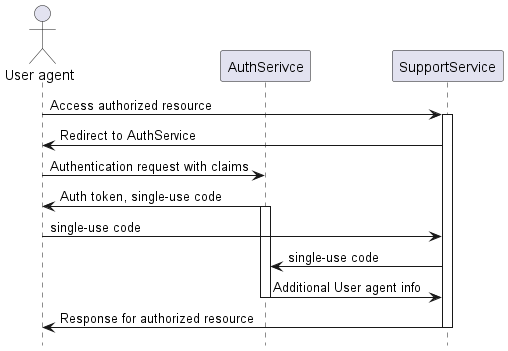 User agent
AuthSerivce
SupportService
Access authorized resource
Redirect to AuthService
Authentication request with claims
Auth token, single-use code
single-use code
single-use code
Additional User agent info
Response for authorized resource